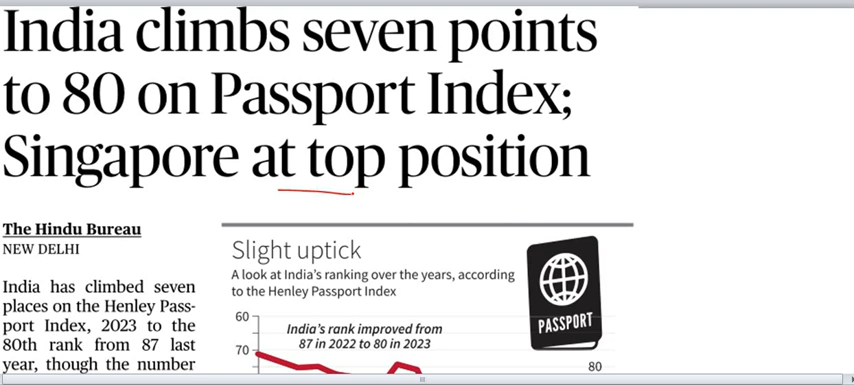 India climbs seven points
to 80 on Passport Index;
Singapore at top position
The Hindu Bureau
NEW DELHI
India has climbed seven
places on the Henley Pass-
port Index, 2023 to the
80th rank from 87 last
year, though the number
Slight uptick
A look at India's ranking over the years, according
to the Henley Passport Index
PASSPORT
60
India's rank improved from
87 in 2022 to 80 in 2023
70
80